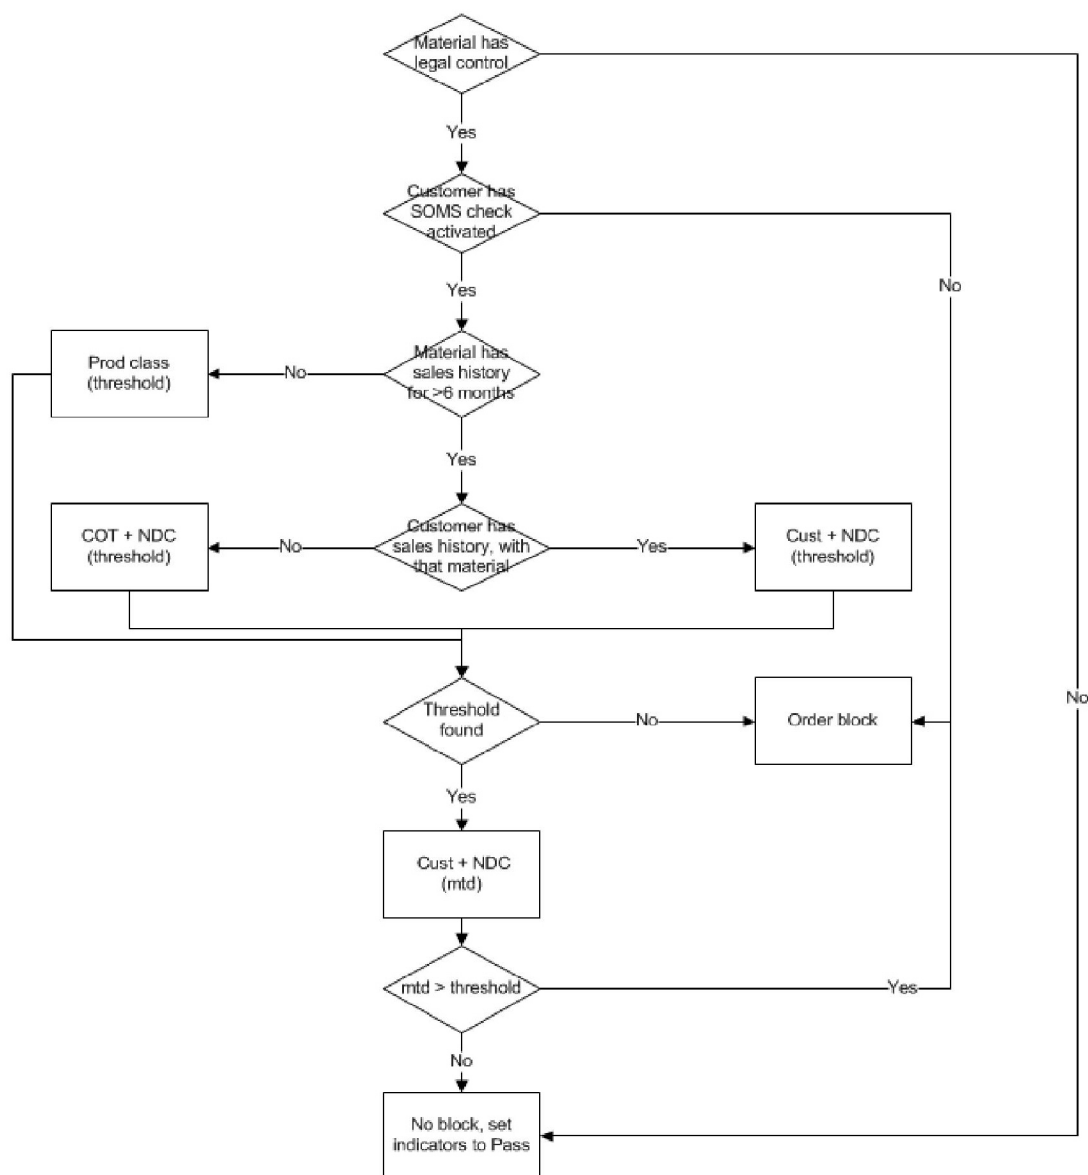 Material has
legal control
Yes
Customer has
SOMS check
activated
No
Yes
Prod class
(threshold)
No
Material has
sales history
for >6 months
Yes
COT + NDC
(threshold)
No
Customer has
sales history, with
that material
Yes
Cust + NDC
(threshold)
Threshold
found
No
Order block
No
Yes
Cust + NDC
(mtd)
mtd > threshold
Yes
No
No block, set
indicators to Pass